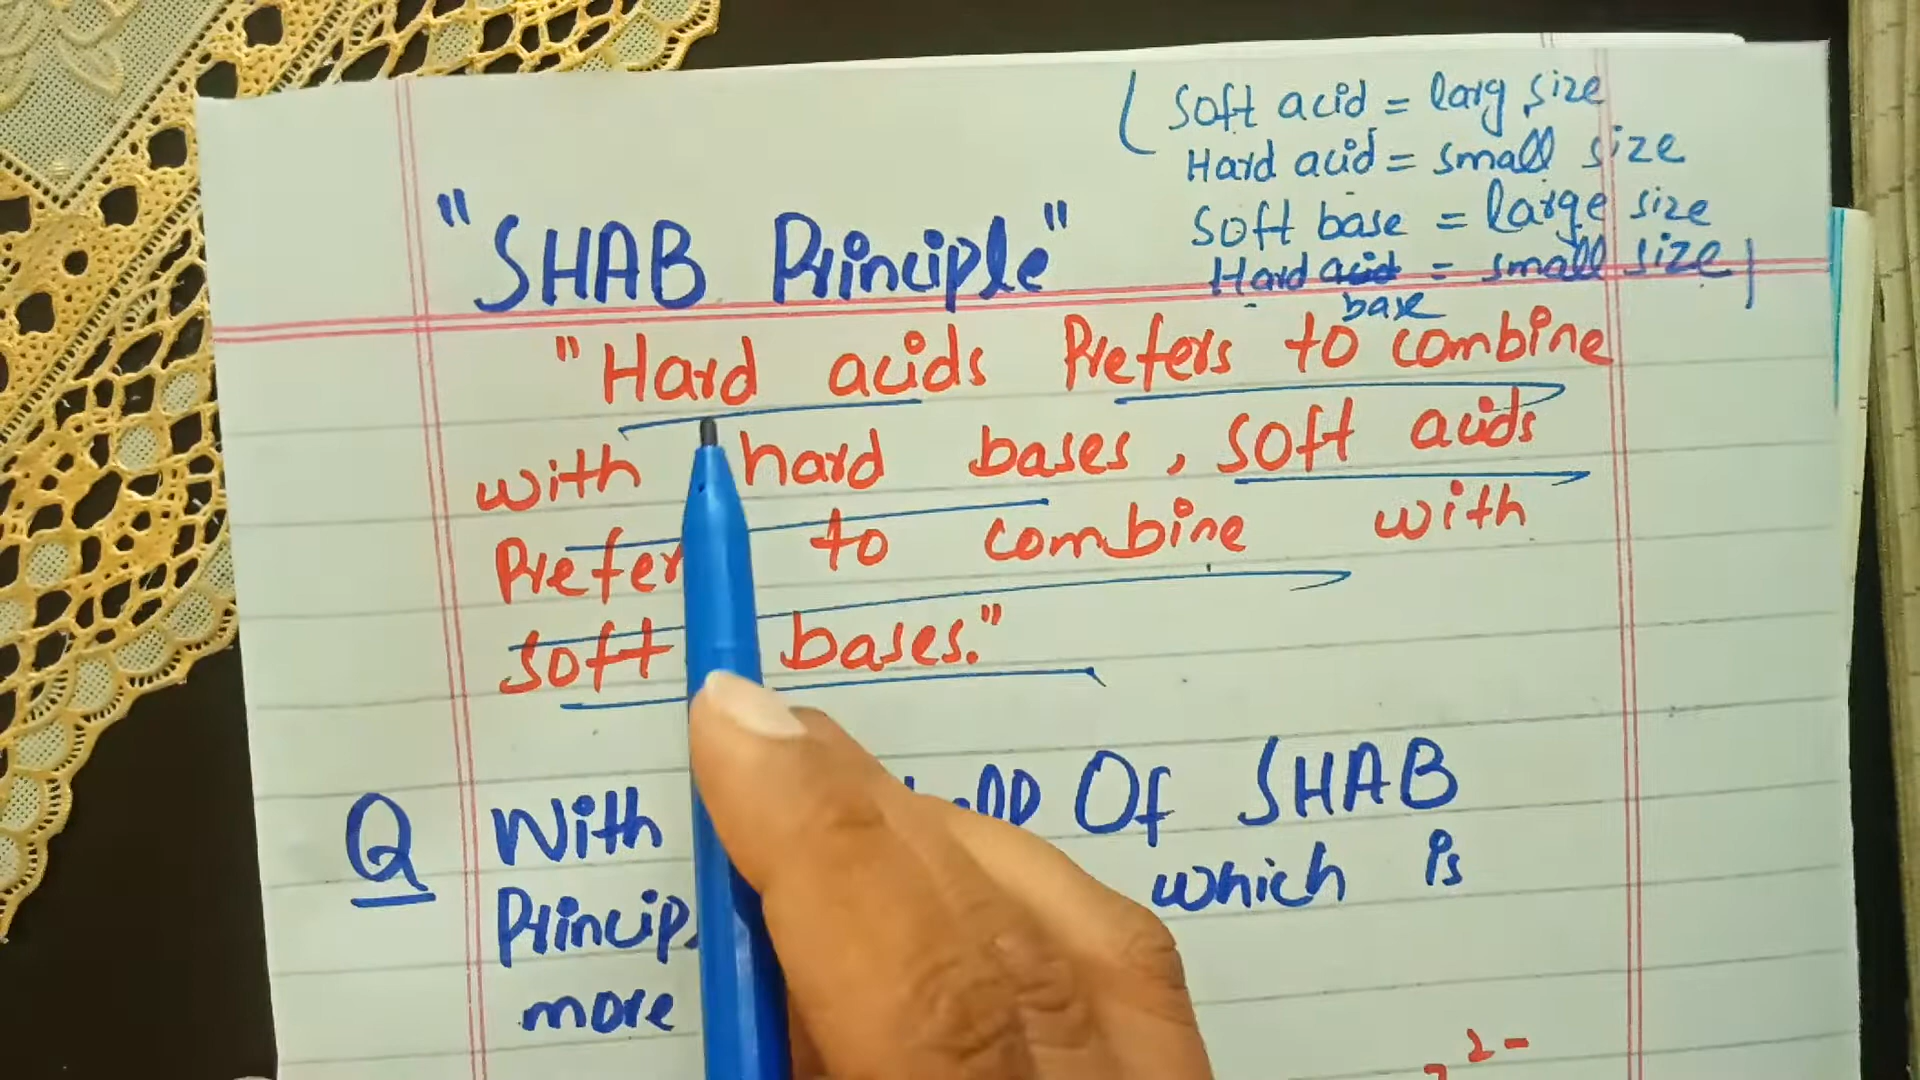 Soft acid = larg size
Hard acid = small size
Soft base = large size
Hard acid = small size
base
"SHAB Principle"
"Hard acids Prefers to combine
with hard bases, Soft acids
Prefer to combine with
Soft bases."
Q With Of SHAB
which is
more
2-